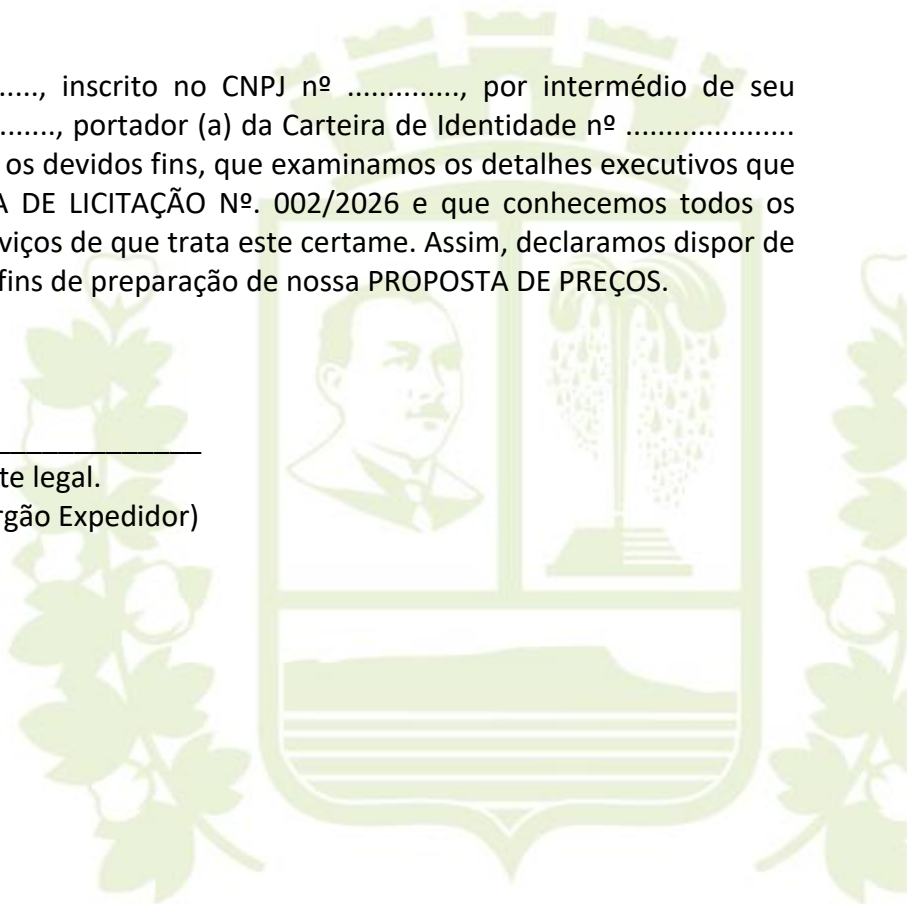 ....., inscrito no CNPJ nº .............., por intermédio de seu
......., portador (a) da Carteira de Identidade nº .....................
os devidos fins, que examinamos os detalhes executivos que
A DE LICITAÇÃO Nº. 002/2026 e que conhecemos todos os
viços de que trata este certame. Assim, declaramos dispor de
fins de preparação de nossa PROPOSTA DE PREÇOS.
_____________
te legal.
rgão Expedidor)